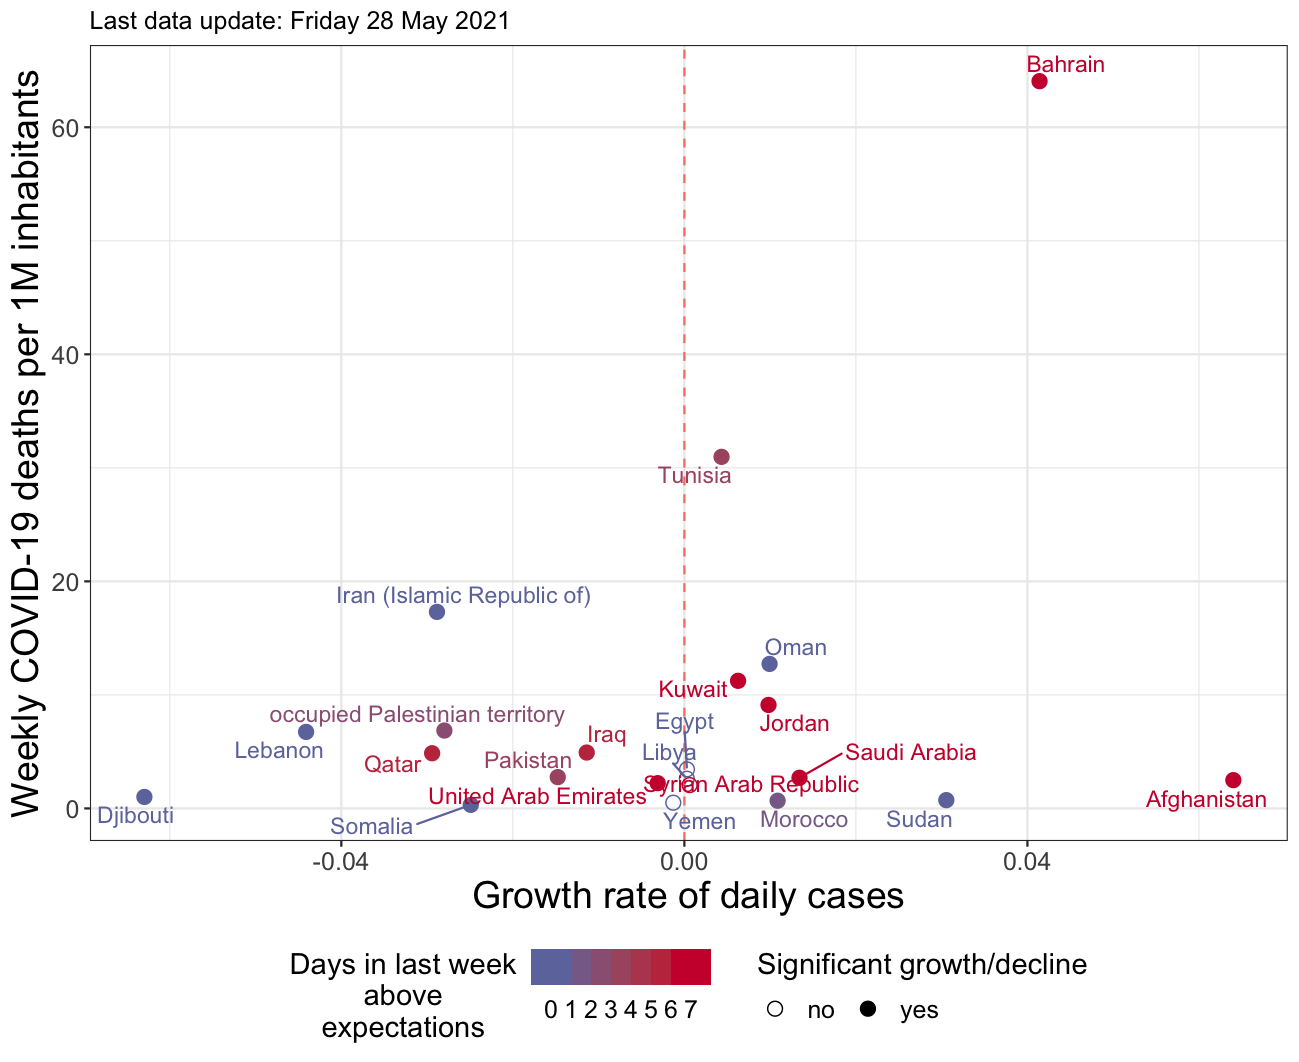 Last data update: Friday 28 May 2021
Weekly COVID-19 deaths per 1M inhabitants
60
40
20
0
Bahrain
Tunisia
Iran (Islamic Republic of)
Oman
Kuwait
occupied Palestinian territory
Egypt
Jordan
Lebanon
Iraq
Libya
Saudi Arabia
Qatar
Pakistan
Syrian Arab Republic
United Arab Emirates
Afghanistan
Djibouti
Somalia
Yemen
Morocco
Sudan
-0.04
0.00
0.04
Growth rate of daily cases
Days in last week
above
expectations
0 1 2 3 4 5 6 7
Significant growth/decline
no
yes